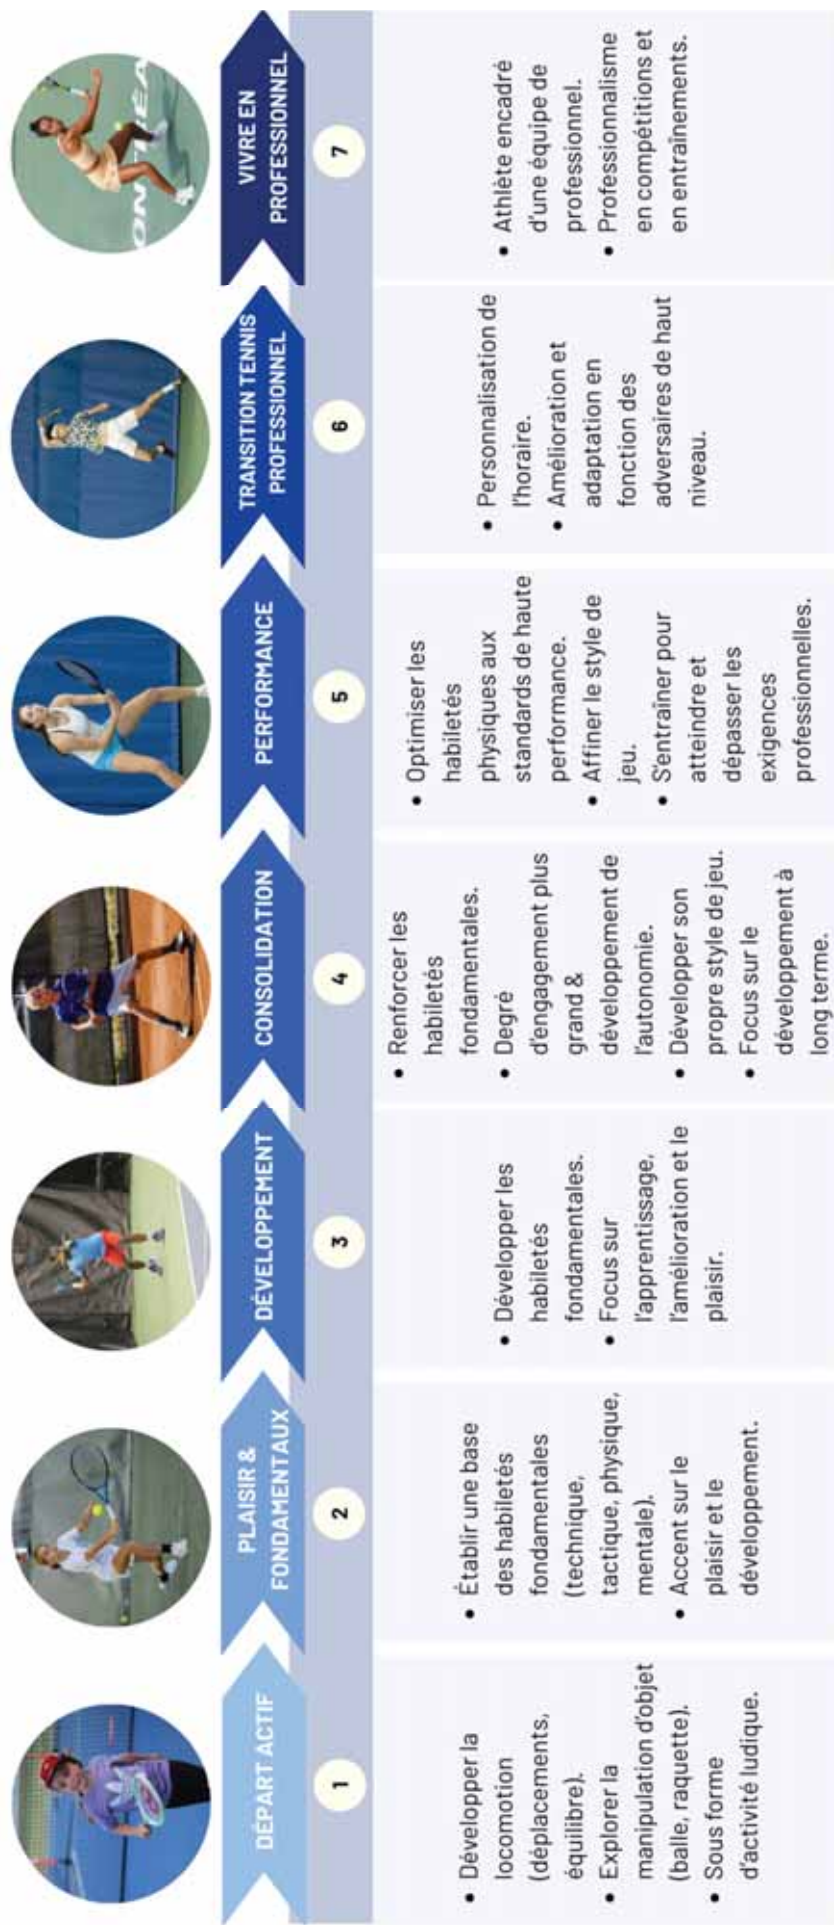 DÉPART ACTIF
1
• Développer la
locomotion
(déplacements,
équilibre).
• Explorer la
manipulation d'objet
(balle, raquette).
• Sous forme
d'activité ludique.
PLAISIR &
FONDAMENTAUX
2
• Établir une base
des habiletés
fondamentales
(technique,
tactique, physique,
mentale).
• Accent sur le
plaisir et le
développement.
DÉVELOPPEMENT
3
• Développer les
habiletés
fondamentales.
• Focus sur
l'apprentissage,
l'amélioration et le
plaisir.
CONSOLIDATION
4
• Renforcer les
habiletés
fondamentales.
• Degré
d'engagement plus
grand &
développement de
l'autonomie.
• Développer son
propre style de jeu.
• Focus sur le
développement à
long terme.
PERFORMANCE
5
• Optimiser les
habiletés
physiques aux
standards de haute
performance.
• Affiner le style de
jeu.
• S'entraîner pour
atteindre et
dépasser les
exigences
professionnelles.
TRANSITION TENNIS
PROFESSIONNEL
6
• Personnalisation de
l'horaire.
• Amélioration et
adaptation en
fonction des
adversaires de haut
niveau.
ONTRÉA
VIVRE EN
PROFESSIONNEL
7
• Athlète encadré
d'une équipe de
professionnel.
• Professionnalisme
en compétitions et
en entraînements.